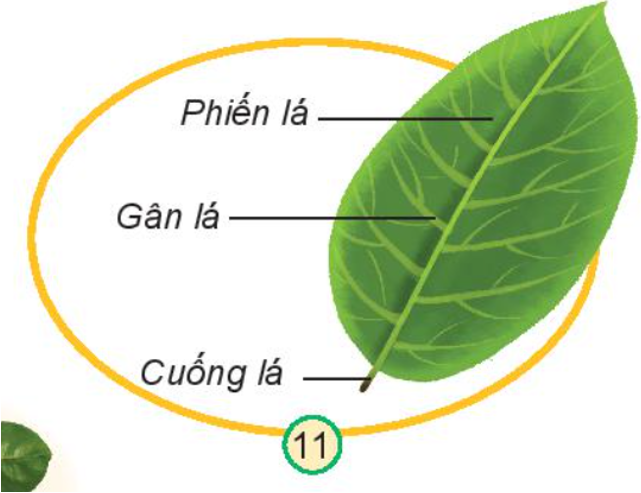 Phiến lá
Gân lá
Cuống lá
11